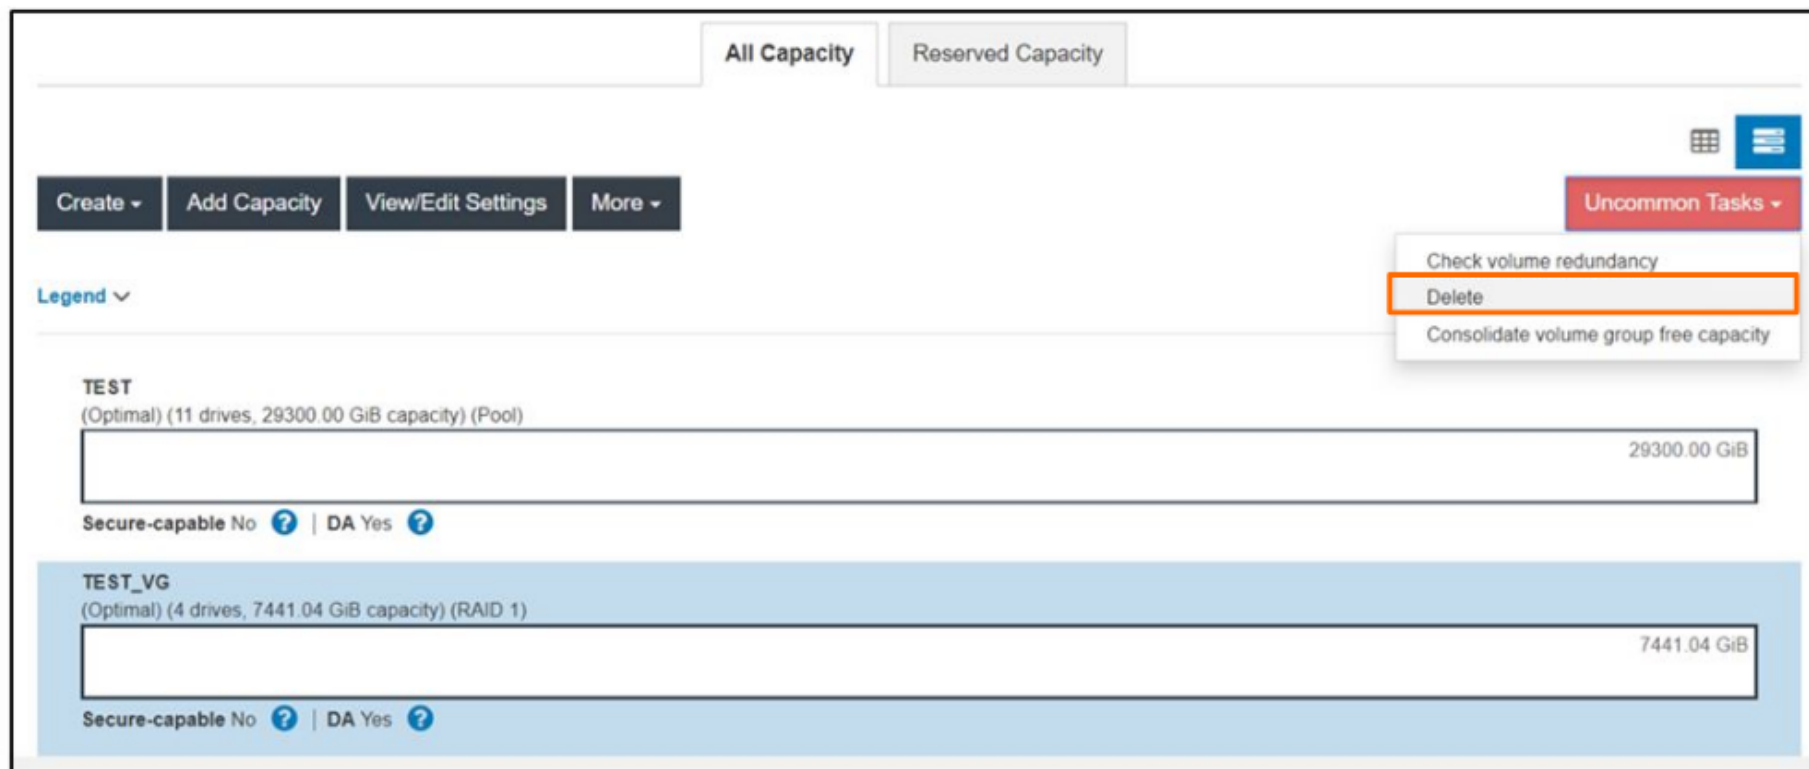 All Capacity
Reserved Capacity
Create
Add Capacity
View/Edit Settings
More
Uncommon Tasks
Check volume redundancy
Delete
Consolidate volume group free capacity
Legend
TEST
(Optimal) (11 drives, 29300.00 GiB capacity) (Pool)
29300.00 GiB
Secure-capable No ? | DA Yes ?
TEST_VG
(Optimal) (4 drives, 7441.04 GiB capacity) (RAID 1)
7441.04 GiB
Secure-capable No ? | DA Yes ?